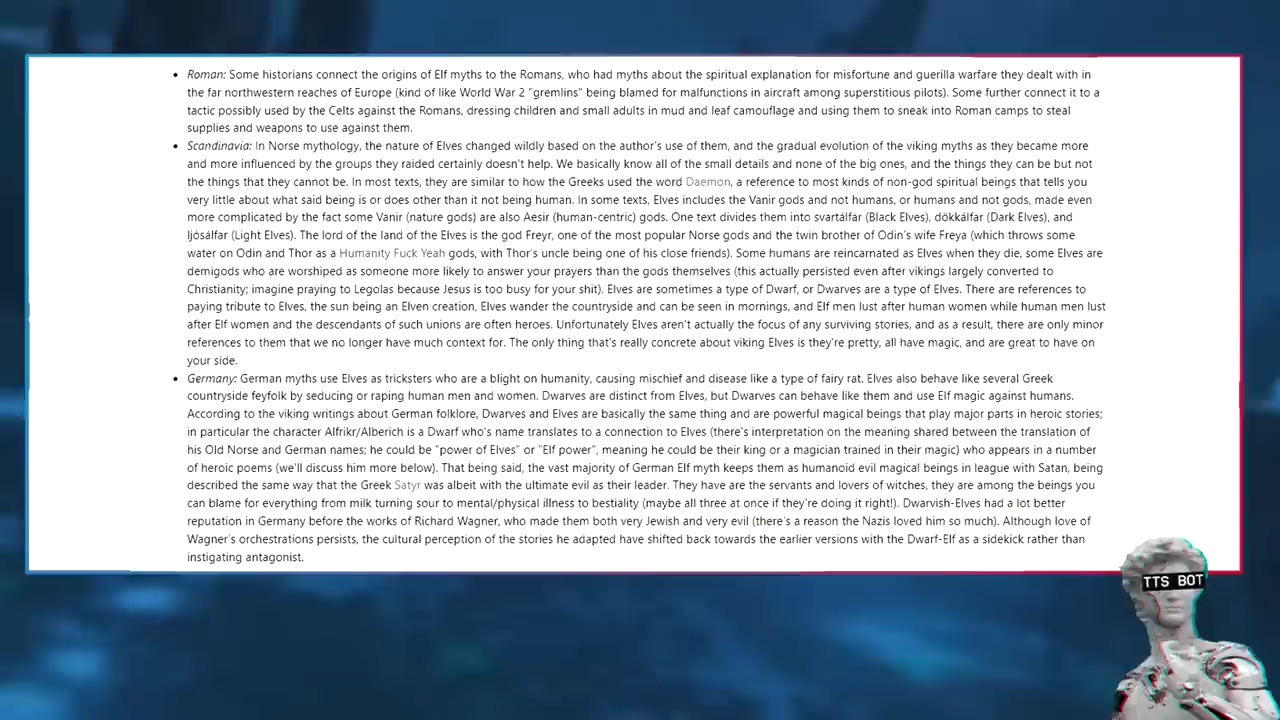 • Roman: Some historians connect the origins of Elf myths to the Romans, who had myths about the spiritual explanation for misfortune and guerilla warfare they dealt with in
the far northwestern reaches of Europe (kind of like World War 2 "gremlins" being blamed for malfunctions in aircraft among superstitious pilots). Some further connect it to a
tactic possibly used by the Celts against the Romans, dressing children and small adults in mud and leaf camouflage and using them to sneak into Roman camps to steal
supplies and weapons to use against them.
• Scandinavia: In Norse mythology, the nature of Elves changed wildly based on the author's use of them, and the gradual evolution of the viking myths as they became more
and more influenced by the groups they raided certainly doesn't help. We basically know all of the small details and none of the big ones, and the things they can be but not
the things that they cannot be. In most texts, they are similar to how the Greeks used the word Daemon, a reference to most kinds of non-god spiritual beings that tells you
very little about what said being is or does other than it not being human. In some texts, Elves includes the Vanir gods and not humans, or humans and not gods, made even
more complicated by the fact some Vanir (nature gods) are also Aesir (human-centric) gods. One text divides them into svartálfar (Black Elves), dökkálfar (Dark Elves), and
ljósálfar (Light Elves). The lord of the land of the Elves is the god Freyr, one of the most popular Norse gods and the twin brother of Odin's wife Freya (which throws some
water on Odin and Thor as a Humanity Fuck Yeah gods, with Thor's uncle being one of his close friends). Some humans are reincarnated as Elves when they die, some Elves are
demigods who are worshiped as someone more likely to answer your prayers than the gods themselves (this actually persisted even after vikings largely converted to
Christianity; imagine praying to Legolas because Jesus is too busy for your shit). Elves are sometimes a type of Dwarf, or Dwarves are a type of Elves. There are references to
paying tribute to Elves, the sun being an Elven creation, Elves wander the countryside and can be seen in mornings, and Elf men lust after human women while human men lust
after Elf women and the descendants of such unions are often heroes. Unfortunately Elves aren't actually the focus of any surviving stories, and as a result, there are only minor
references to them that we no longer have much context for. The only thing that's really concrete about viking Elves is they're pretty, all have magic, and are great to have on
your side.
• Germany: German myths use Elves as tricksters who are a blight on humanity, causing mischief and disease like a type of fairy rat. Elves also behave like several Greek
countryside feyfolk by seducing or raping human men and women. Dwarves are distinct from Elves, but Dwarves can behave like them and use Elf magic against humans.
According to the viking writings about German folklore, Dwarves and Elves are basically the same thing and are powerful magical beings that play major parts in heroic stories;
in particular the character Alfrikr/Alberich is a Dwarf who's name translates to a connection to Elves (there's interpretation on the meaning shared between the translation of
his Old Norse and German names; he could be "power of Elves" or "Elf power", meaning he could be their king or a magician trained in their magic) who appears in a number
of heroic poems (we'll discuss him more below). That being said, the vast majority of German Elf myth keeps them as humanoid evil magical beings in league with Satan, being
described the same way that the Greek Satyr was albeit with the ultimate evil as their leader. They have are the servants and lovers of witches, they are among the beings you
can blame for everything from milk turning sour to mental/physical illness to bestiality (maybe all three at once if they're doing it right!). Dwarvish-Elves had a lot better
reputation in Germany before the works of Richard Wagner, who made them both very Jewish and very evil (there's a reason the Nazis loved him so much). Although love of
Wagner's orchestrations persists, the cultural perception of the stories he adapted have shifted back towards the earlier versions with the Dwarf-Elf as a sidekick rather than
instigating antagonist.
TTS BOT